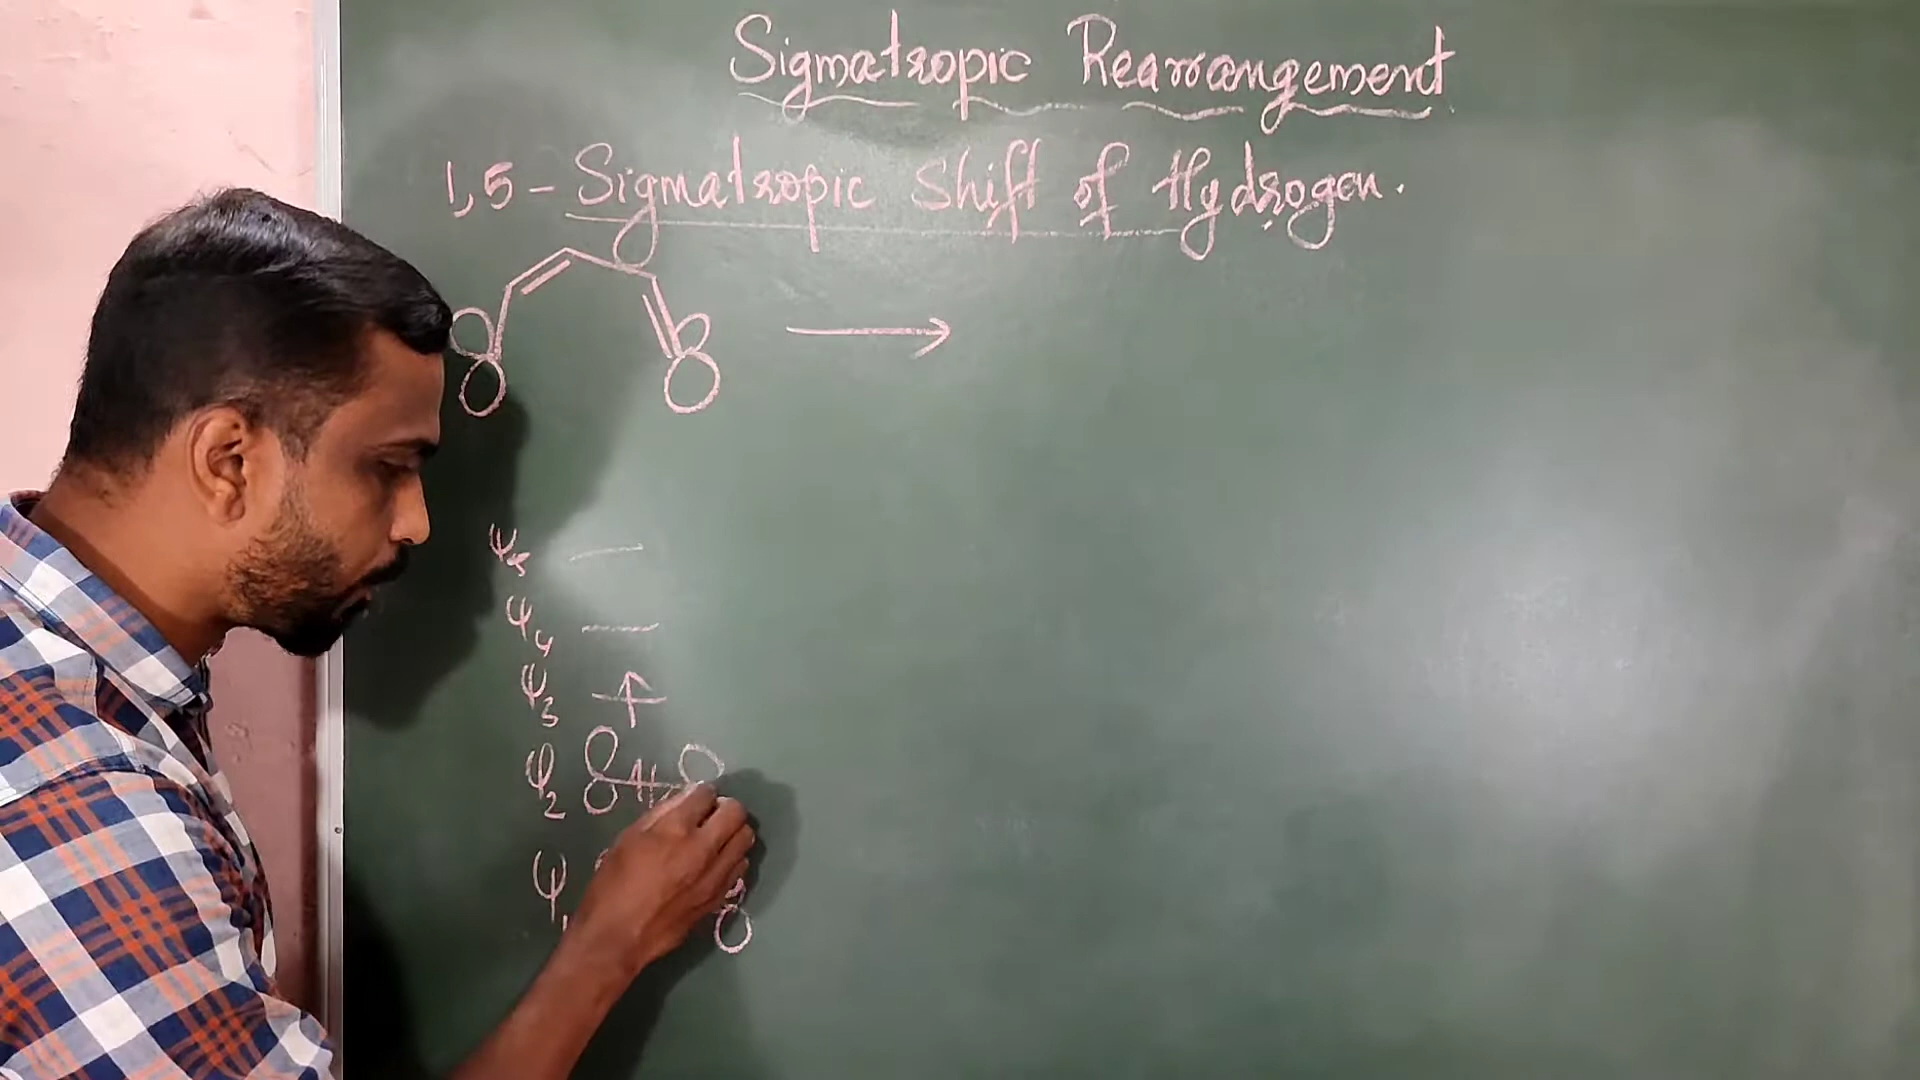 Sigmatropic Rearrangement
1,5 - Sigmatropic Shift of Hydrogen.
Ψ5
Ψ4
Ψ3
Ψ2
Ψ1